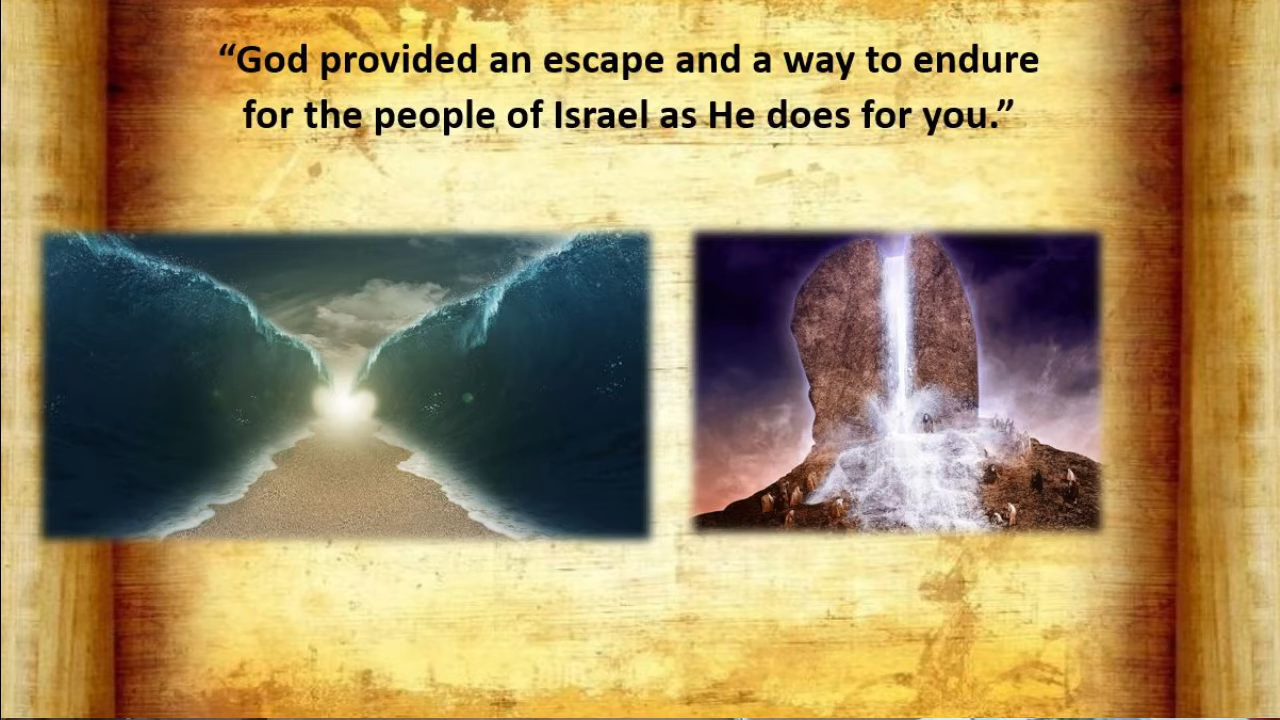 “God provided an escape and a way to endure
for the people of Israel as He does for you.”